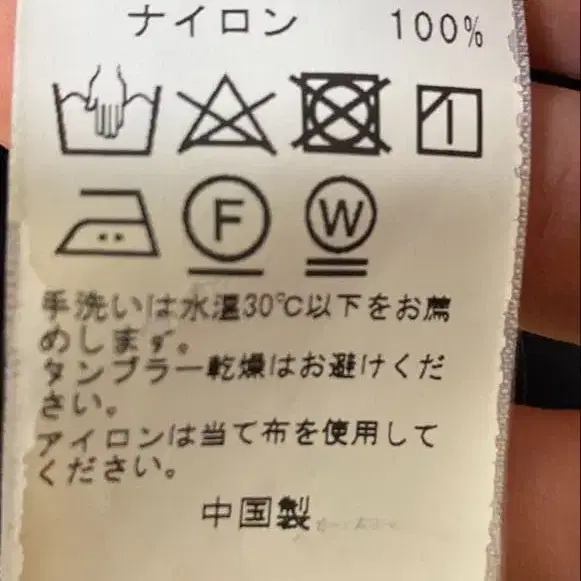 ナイロン 100%
F W
手洗いは水温30℃以下をお薦
めします。
タンブラー乾燥はお避けくだ
さい。
アイロンは当て布を使用して
ください。
中国製